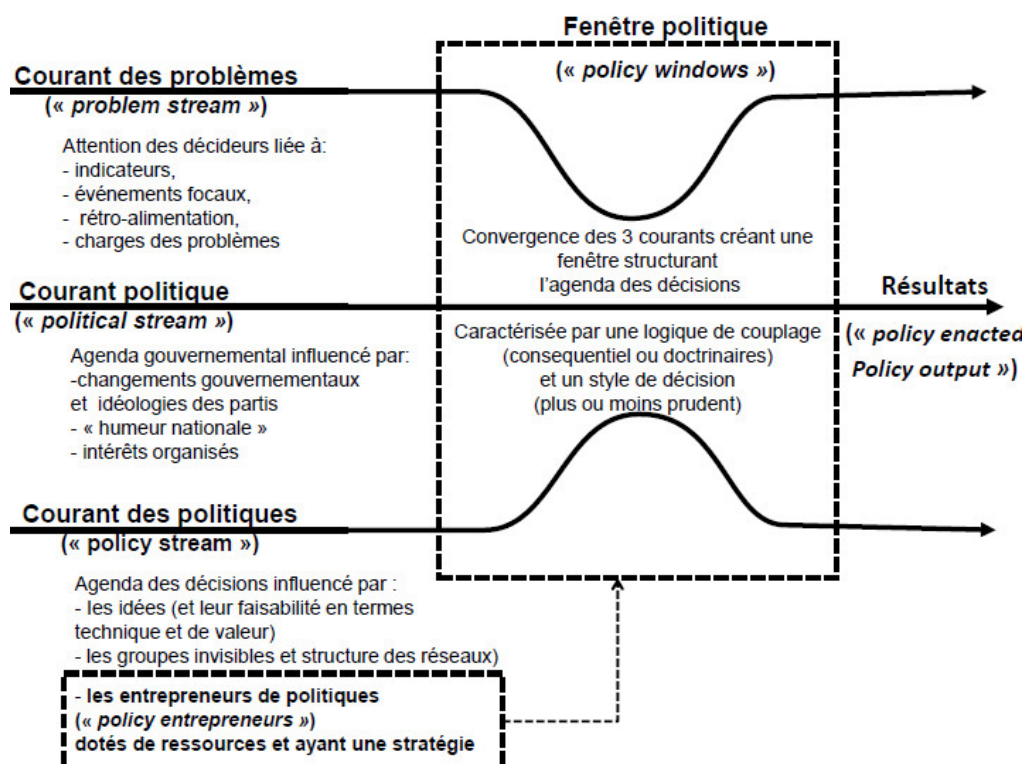 Fenêtre politique
(« policy windows »)
Courant des problèmes
(« problem stream »)
Attention des décideurs liée à:
- indicateurs,
- événements focaux,
- rétro-alimentation,
- charges des problèmes
Convergence des 3 courants créant une
fenêtre structurant
l'agenda des décisions
Courant politique
(« political stream »)
Agenda gouvernemental influencé par:
-changements gouvernementaux
et idéologies des partis
- « humeur nationale »
- intérêts organisés
Caractérisée par une logique de couplage
(consequentiel ou doctrinaires)
et un style de décision
(plus ou moins prudent)
Résultats
(« policy enacted
Policy output »)
Courant des politiques
(« policy stream »)
Agenda des décisions influencé par :
- les idées (et leur faisabilité en termes
technique et de valeur)
- les groupes invisibles et structure des réseaux)
- les entrepreneurs de politiques
(« policy entrepreneurs »)
dotés de ressources et ayant une stratégie